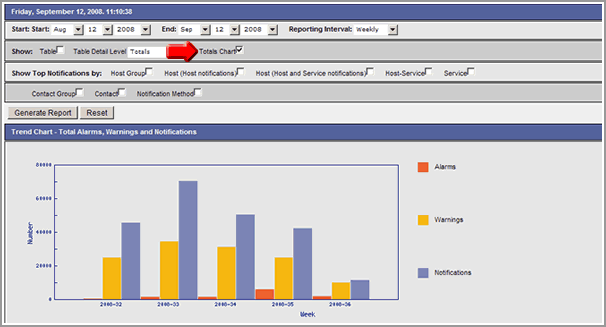 Friday, September 12, 2008. 11:10:38
Start: Start: Aug 12 2008 End: Sep 12 2008 Reporting Interval: Weekly
Show: Table Table Detail Level Totals Totals Chart
Show Top Notifications by: Host Group Host (Host notifications) Host (Host and Service notifications) Host-Service Service
Contact Group Contact Notification Method
Generate Report Reset
Trend Chart - Total Alarms, Warnings and Notifications
80000
60000
40000
20000
0
Number
2008-32 2008-33 2008-34 2008-35 2008-36
Week
Alarms
Warnings
Notifications